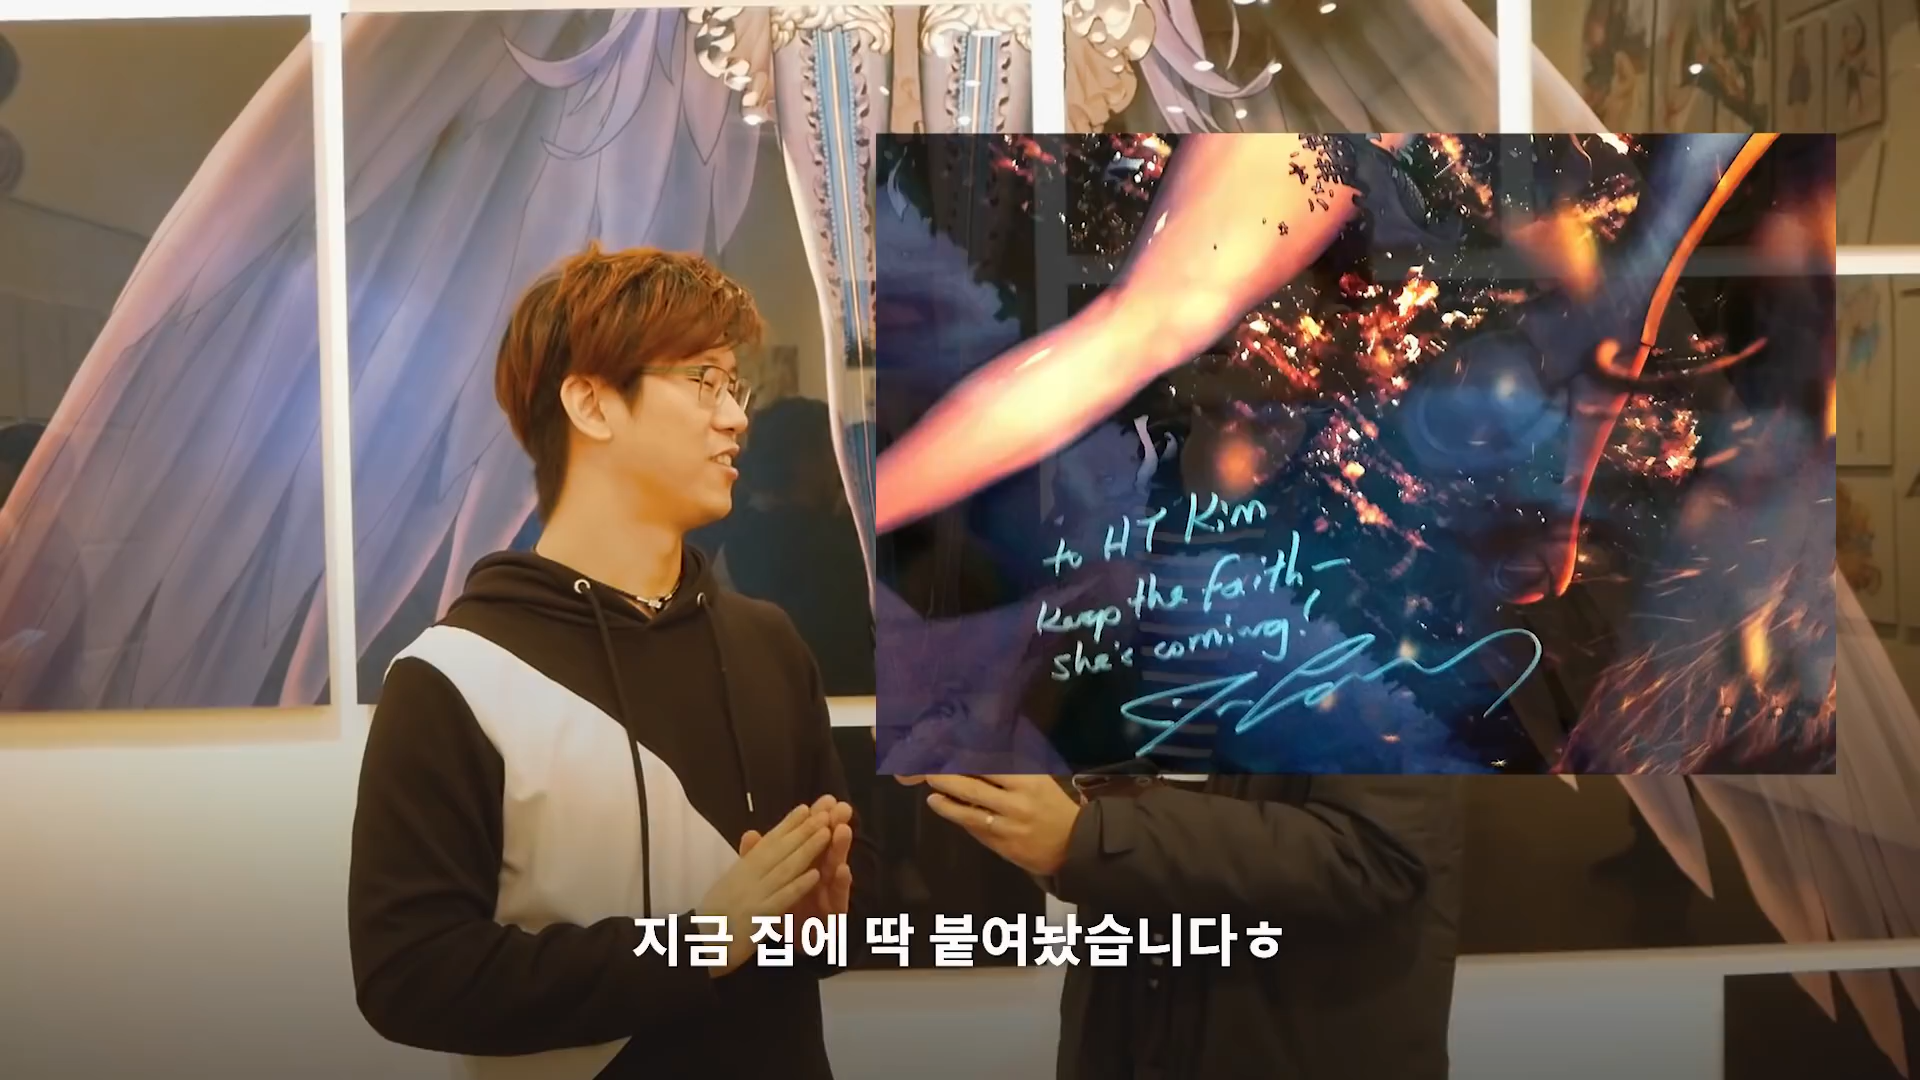 to HT Kim
keep the faith-
she's coming!
지금 집에 딱 붙여놨습니다ㅎ